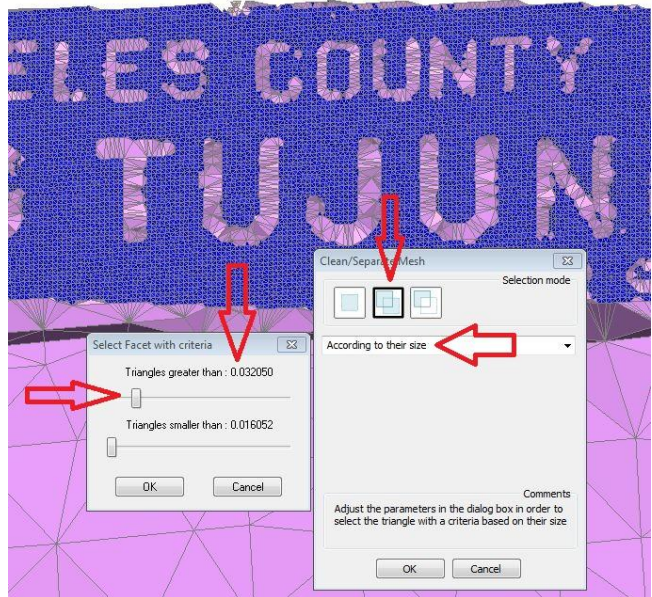 ELES COUNTY
TUJUN
Clean/Separate Mesh
Selection mode
According to their size
Select Facet with criteria
Triangles greater than : 0.032050
Triangles smaller than : 0.016052
OK
Cancel
Comments
Adjust the parameters in the dialog box in order to
select the triangle with a criteria based on their size
OK
Cancel